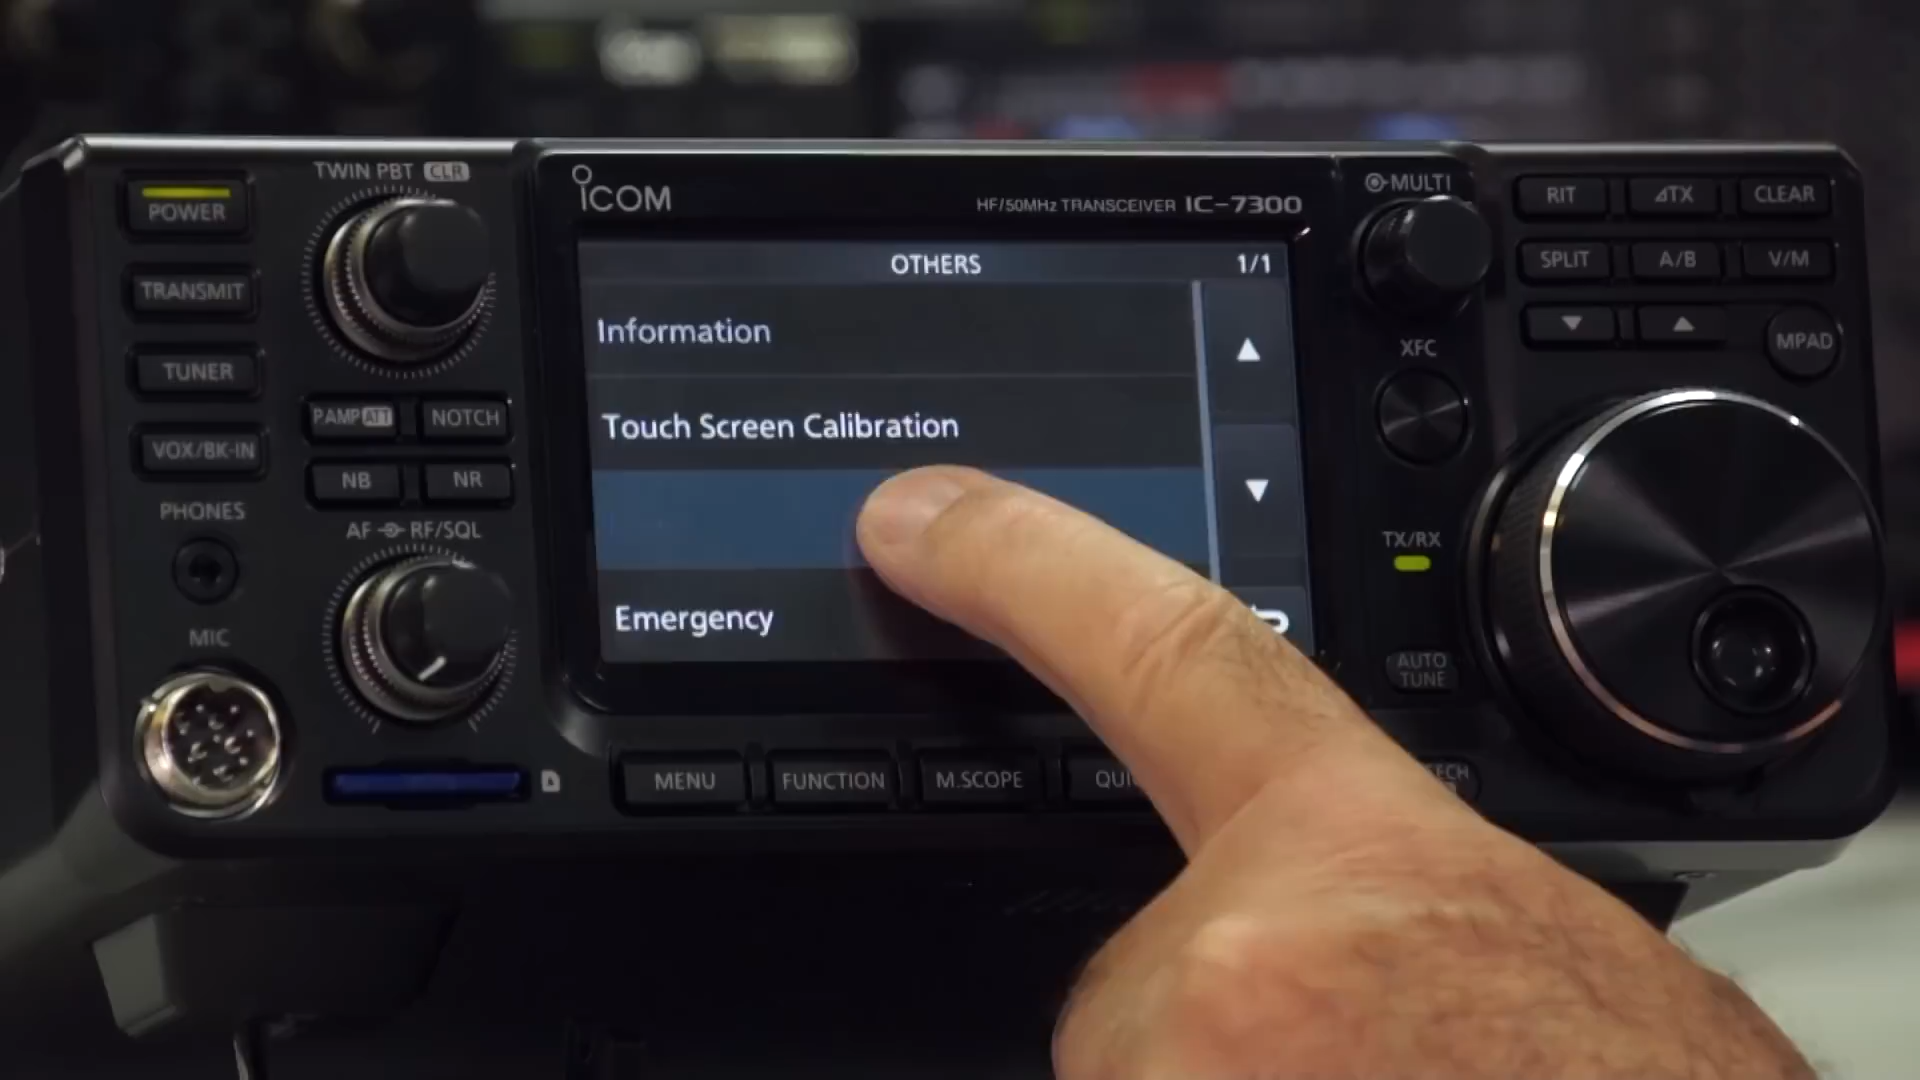 TWIN PBT CLR
POWER
TRANSMIT
TUNER
VOX/BK-IN
PHONES
MIC
P.AMP ATT
NOTCH
NB
NR
AF RF/SQL
ICOM
HF/50MHz TRANSCEIVER IC-7300
OTHERS 1/1
Information
Touch Screen Calibration
Emergency
MENU
FUNCTION
M.SCOPE
MULTI
XFC
TX/RX
AUTO
TUNE
RIT
⊿TX
CLEAR
SPLIT
A/B
V/M
MPAD